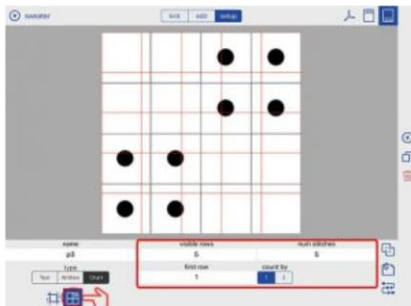 sweater
knit edit setup
name visible rows num stitches
p3 5 5
type first row count by
Text Written Chart 1 1 2